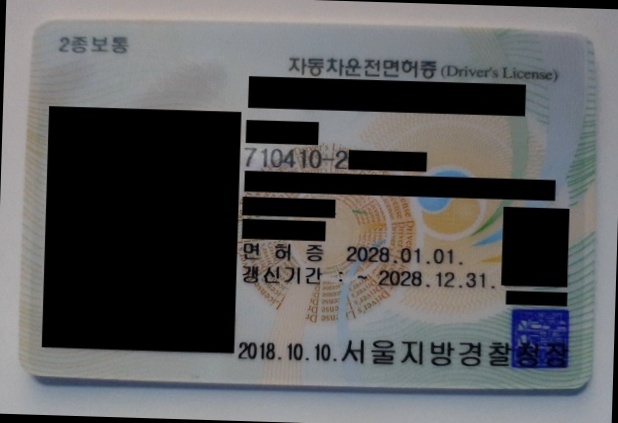 2종보통
자동차운전면허증 (Driver's License)
710410-2
면 허 증 2028.01.01.
갱신기간 : ~ 2028.12.31.
2018.10.10. 서울지방경찰청장